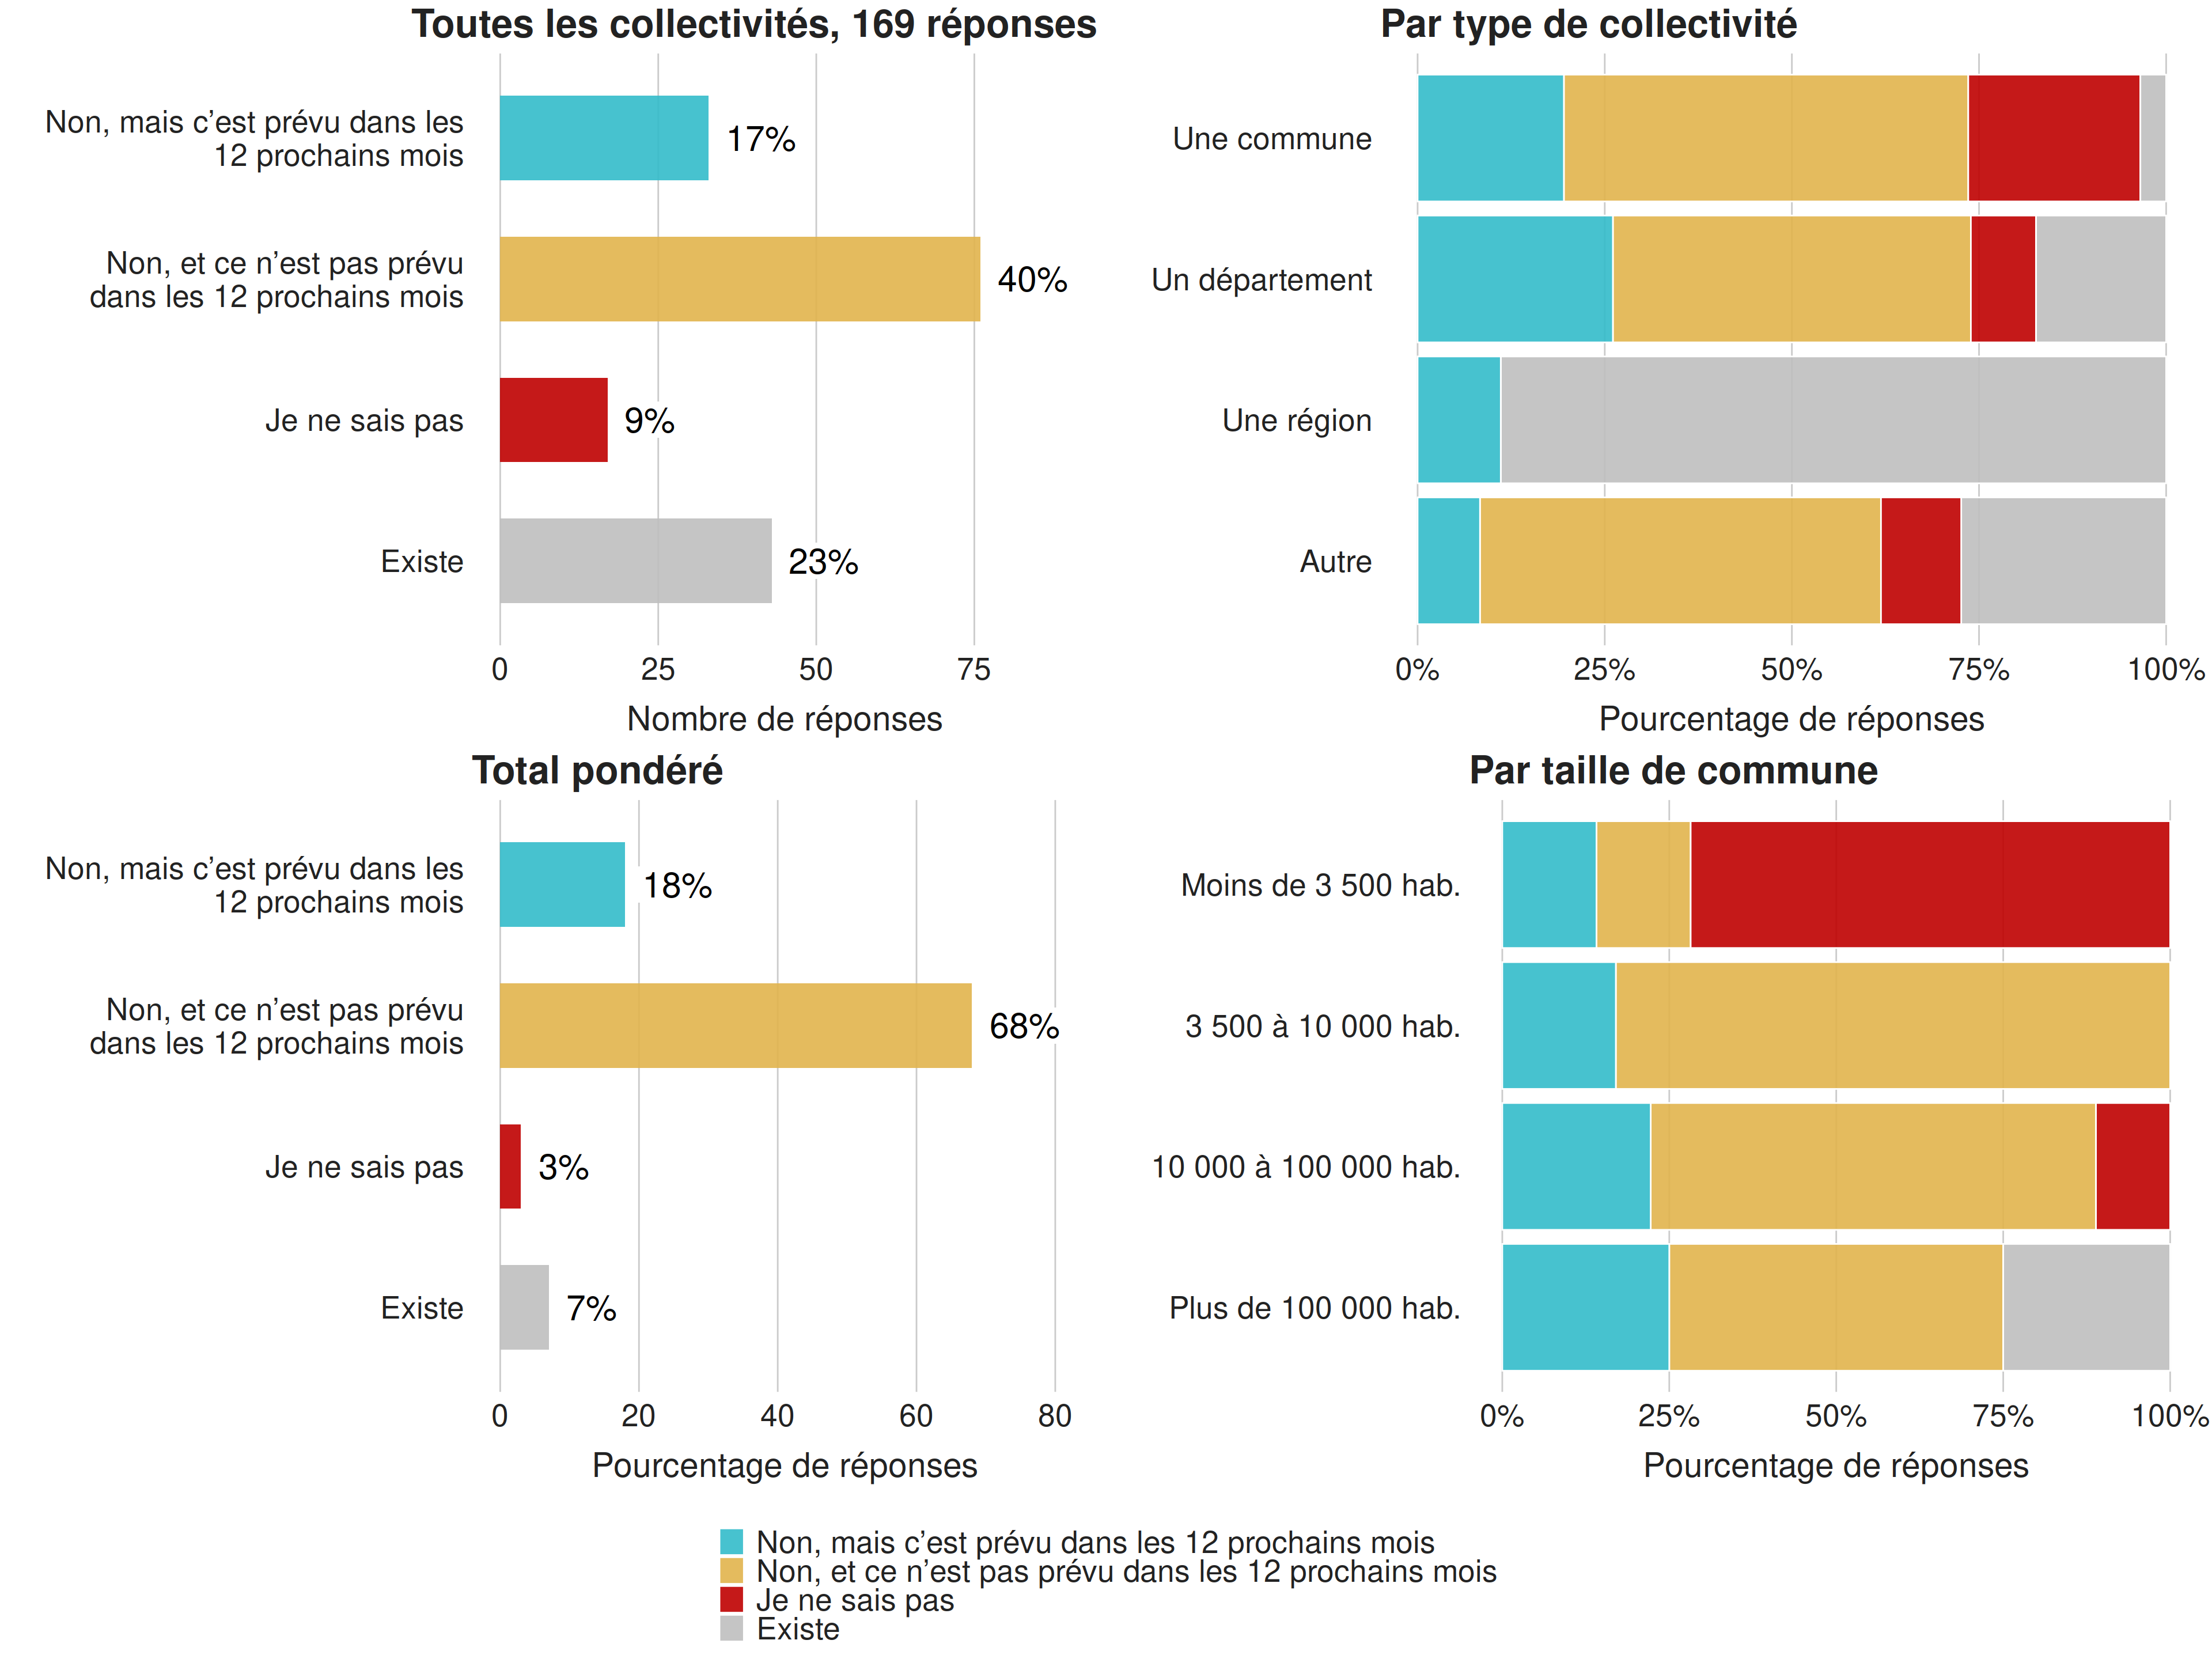 Toutes les collectivités, 169 réponses
Non, mais c’est prévu dans les
12 prochains mois
17%
Non, et ce n’est pas prévu
dans les 12 prochains mois
40%
Je ne sais pas
9%
Existe
23%
0 25 50 75
Nombre de réponses
Par type de collectivité
Une commune
Un département
Une région
Autre
0% 25% 50% 75% 100%
Pourcentage de réponses
Total pondéré
Non, mais c’est prévu dans les
12 prochains mois
18%
Non, et ce n’est pas prévu
dans les 12 prochains mois
68%
Je ne sais pas
3%
Existe
7%
0 20 40 60 80
Pourcentage de réponses
Par taille de commune
Moins de 3 500 hab.
3 500 à 10 000 hab.
10 000 à 100 000 hab.
Plus de 100 000 hab.
0% 25% 50% 75% 100%
Pourcentage de réponses
Non, mais c’est prévu dans les 12 prochains mois
Non, et ce n’est pas prévu dans les 12 prochains mois
Je ne sais pas
Existe